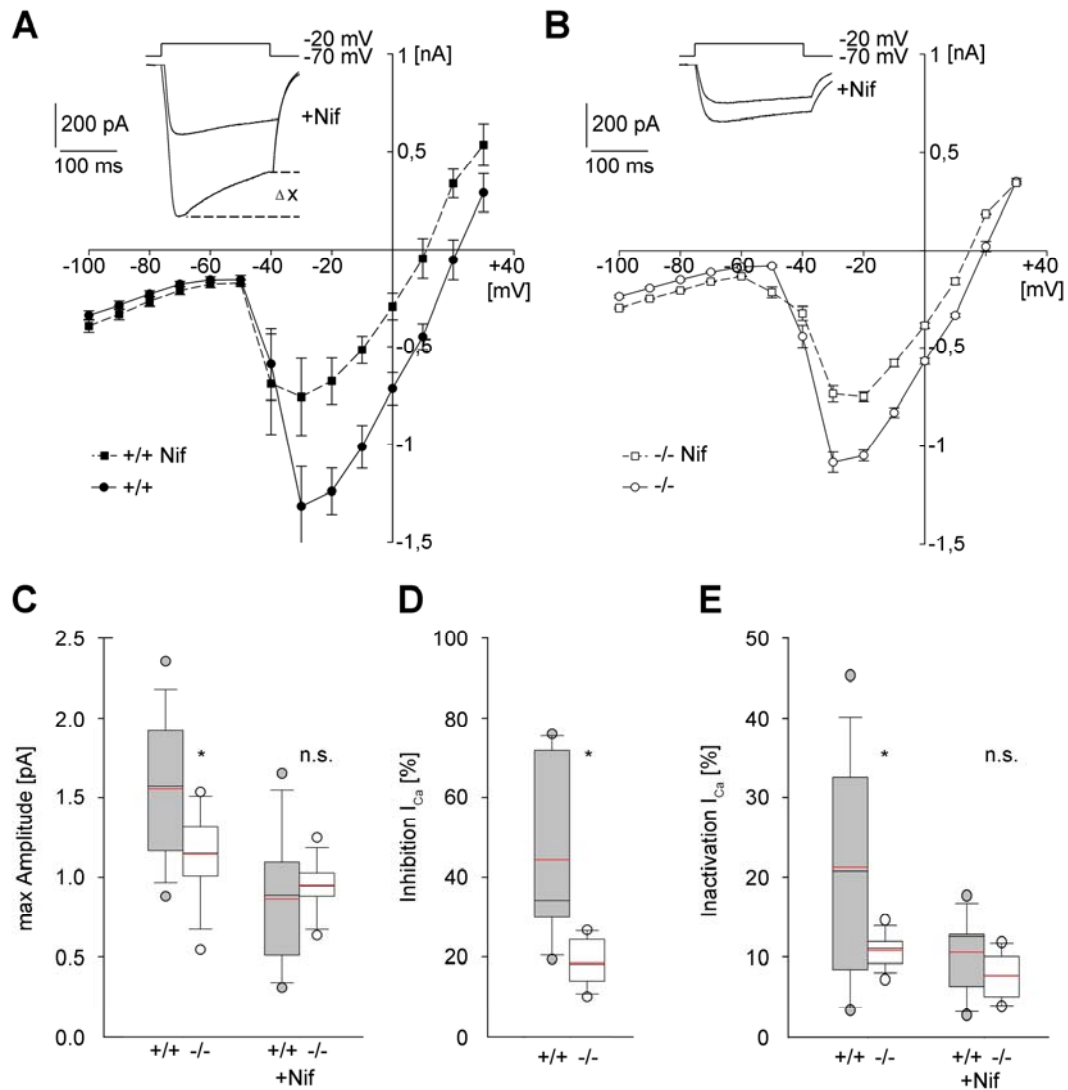 A
-20 mV
-70 mV
+Nif
200 pA
100 ms
Δ x
1 [nA]
0,5
-100 -80 -60 -40 -20 +40
[mV]
-0,5
-1
-1,5
+/+ Nif
+/+
B
-20 mV
-70 mV
+Nif
200 pA
100 ms
1 [nA]
0,5
-100 -80 -60 -40 -20 +40
[mV]
-0,5
-1
-1,5
-/- Nif
-/-
C
max Amplitude [pA]
2.5
2.0
1.5
1.0
0.5
0.0
*
n.s.
+/+ -/- +/+ -/-
+Nif
D
Inhibition ICa [%]
100
80
60
40
20
0
*
+/+ -/-
E
Inactivation ICa [%]
50
40
30
20
10
0
*
n.s.
+/+ -/- +/+ -/-
+Nif